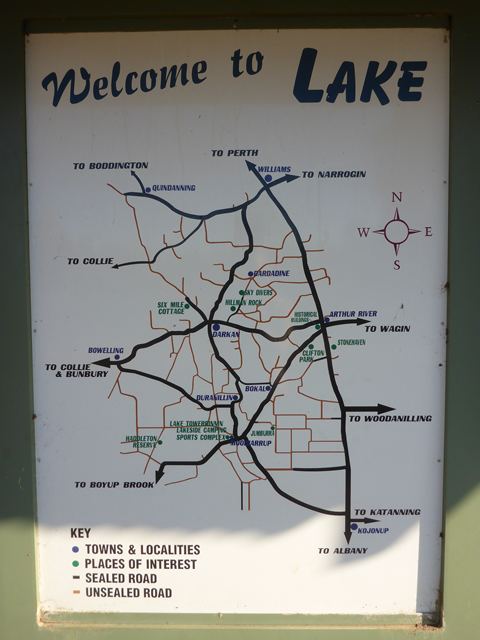 Welcome to LAKE
TO PERTH
TO BODDINGTON
WILLIAMS
TO NARROGIN
QUINDANNING
N
W E
S
TO COLLIE
DARDADINE
SKY DIVERS
HILLMAN ROCK
SIX MILE
COTTAGE
HISTORICAL
BUILDINGS
ARTHUR RIVER
TO WAGIN
DARKAN
STONEHAVEN
CLIFTON
PARK
BOWELLING
TO COLLIE
& BUNBURY
BOKAL
DURANILLIN
TO WOODANILLING
LAKE TOWERRINNIN
LAKESIDE CAMPING
SPORTS COMPLEX
HADDLETON
RESERVE
TO BOYUP BROOK
TO KATANNING
KOJONUP
TO ALBANY
KEY
TOWNS & LOCALITIES
PLACES OF INTEREST
SEALED ROAD
UNSEALED ROAD